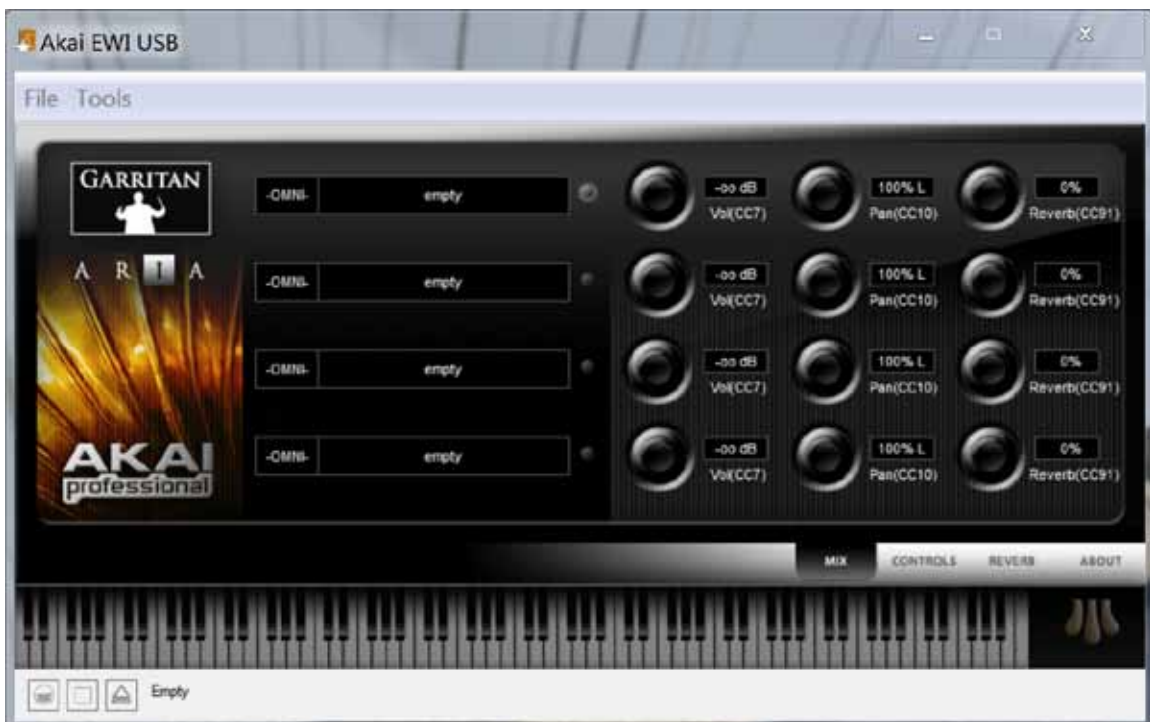 Akai EWI USB
File Tools
GARRITAN
ARIA
AKAI
professional
-OMNI- empty -oo dB 100% L 0%
Vol(CC7) Pan(CC10) Reverb(CC91)
-OMNI- empty -oo dB 100% L 0%
Vol(CC7) Pan(CC10) Reverb(CC91)
-OMNI- empty -oo dB 100% L 0%
Vol(CC7) Pan(CC10) Reverb(CC91)
-OMNI- empty -oo dB 100% L 0%
Vol(CC7) Pan(CC10) Reverb(CC91)
MIX CONTROLS REVERB ABOUT
Empty